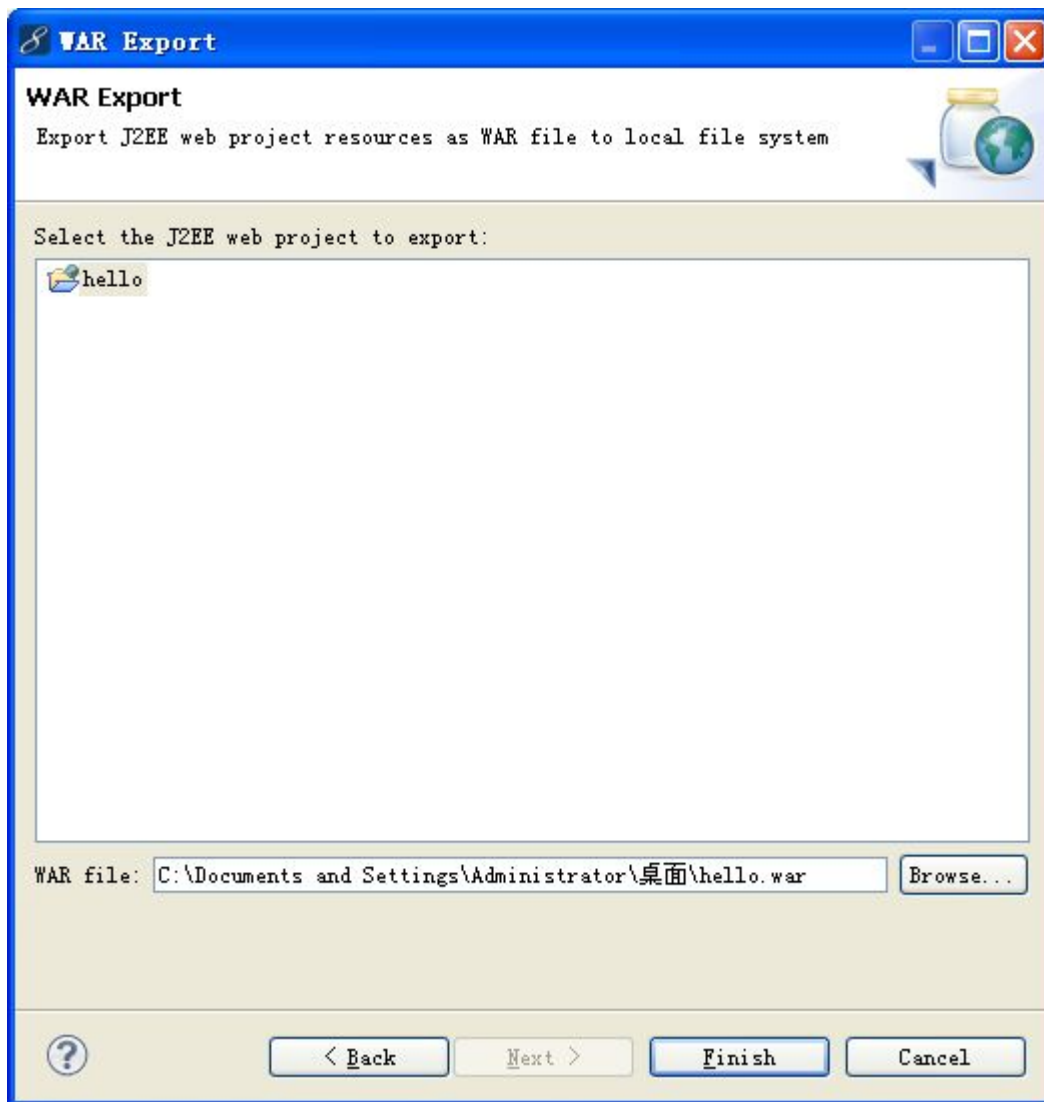 WAR Export
WAR Export
Export J2EE web project resources as WAR file to local file system
Select the J2EE web project to export:
hello
WAR file: C:\Documents and Settings\Administrator\桌面\hello.war Browse...
? < Back Next > Finish Cancel